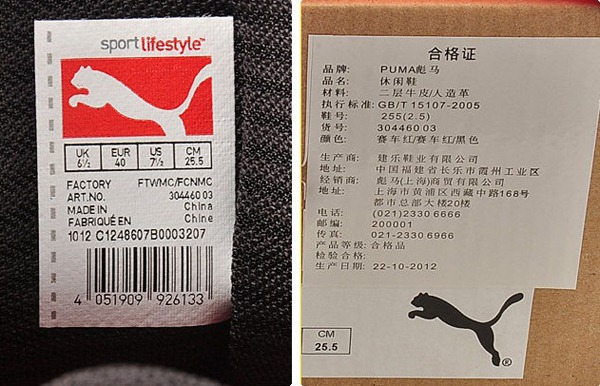 sportlifestyle™
UK EUR US CM
6½ 40 7½ 25.5
FACTORY FTWMC/FCNMC
ART.NO. 304460 03
MADE IN China
FABRIQUÉ EN Chine
10.12 C1248607B0003207
4 051909 926133
合格证
品牌: PUMA彪马
品名: 休闲鞋
材料: 二层牛皮/人造革
执行标准: GB/T 15107-2005
鞋号: 255(2.5)
货号: 304460 03
颜色: 赛车红/赛车红/黑色
生产商: 建乐鞋业有限公司
地址: 中国福建省长乐市霞州工业区
经销商: 彪马(上海)商贸有限公司
地址: 上海市黄浦区西藏中路168号
都市总部大楼20楼
电话: (021)2330 6666
邮编: 200001
传真: 021-2330 6966
产品等级: 合格品
检验合格:
生产日期: 22-10-2012
CM
25.5
®